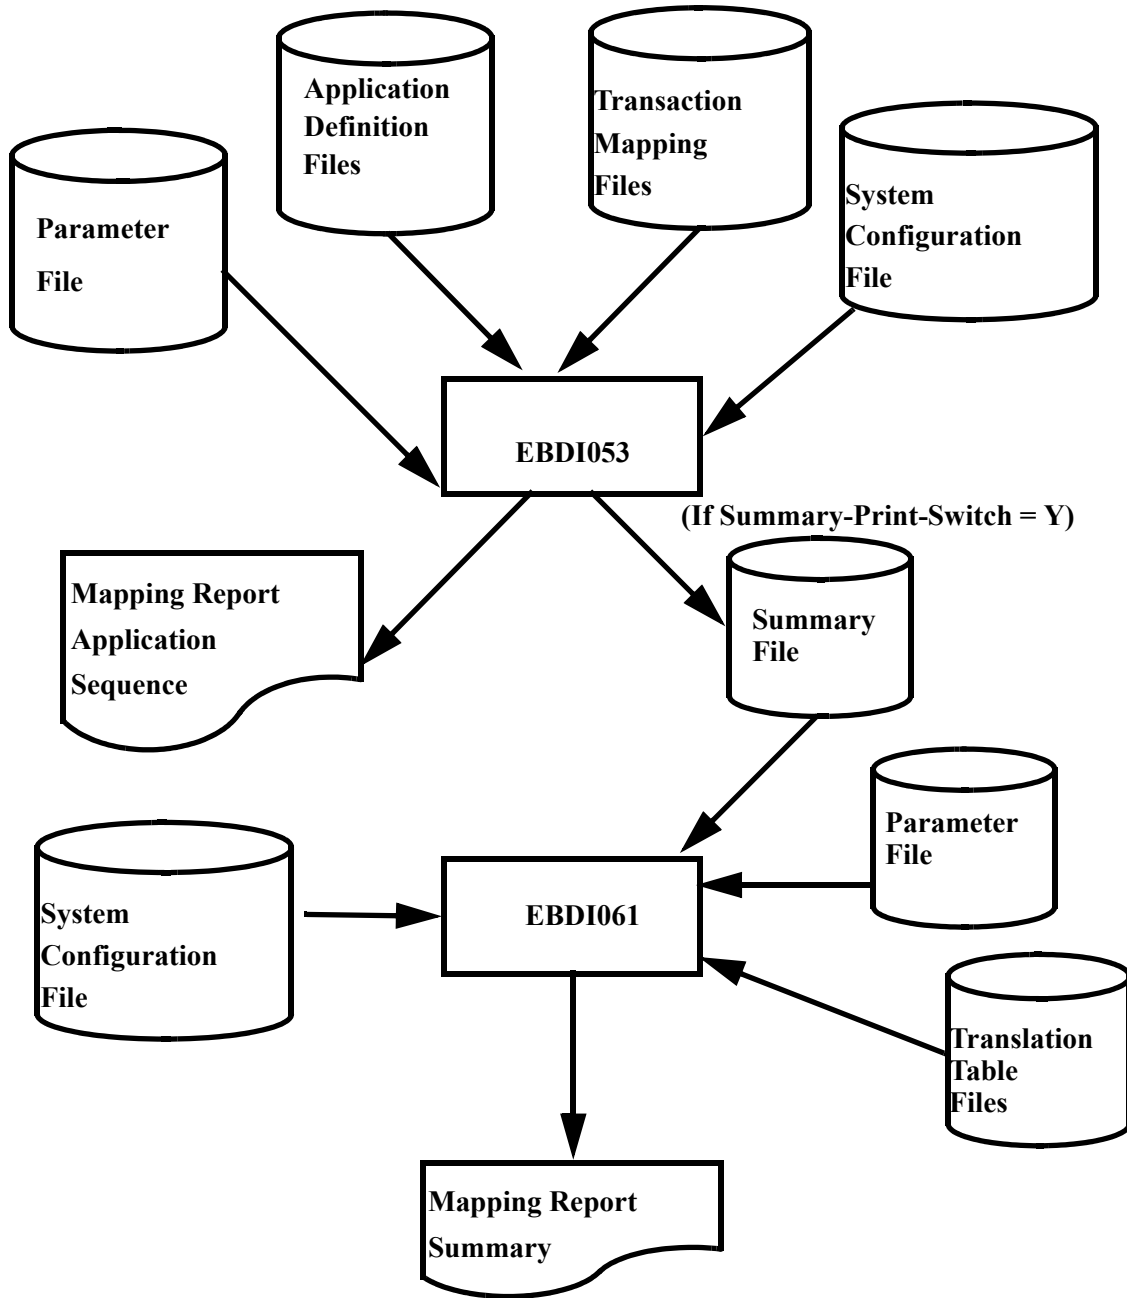 Application
Definition
Files
Transaction
Mapping
Files
Parameter
File
System
Configuration
File
EBDI053
(If Summary-Print-Switch = Y)
Mapping Report
Application
Sequence
Summary
File
Parameter
File
System
Configuration
File
EBDI061
Translation
Table
Files
Mapping Report
Summary